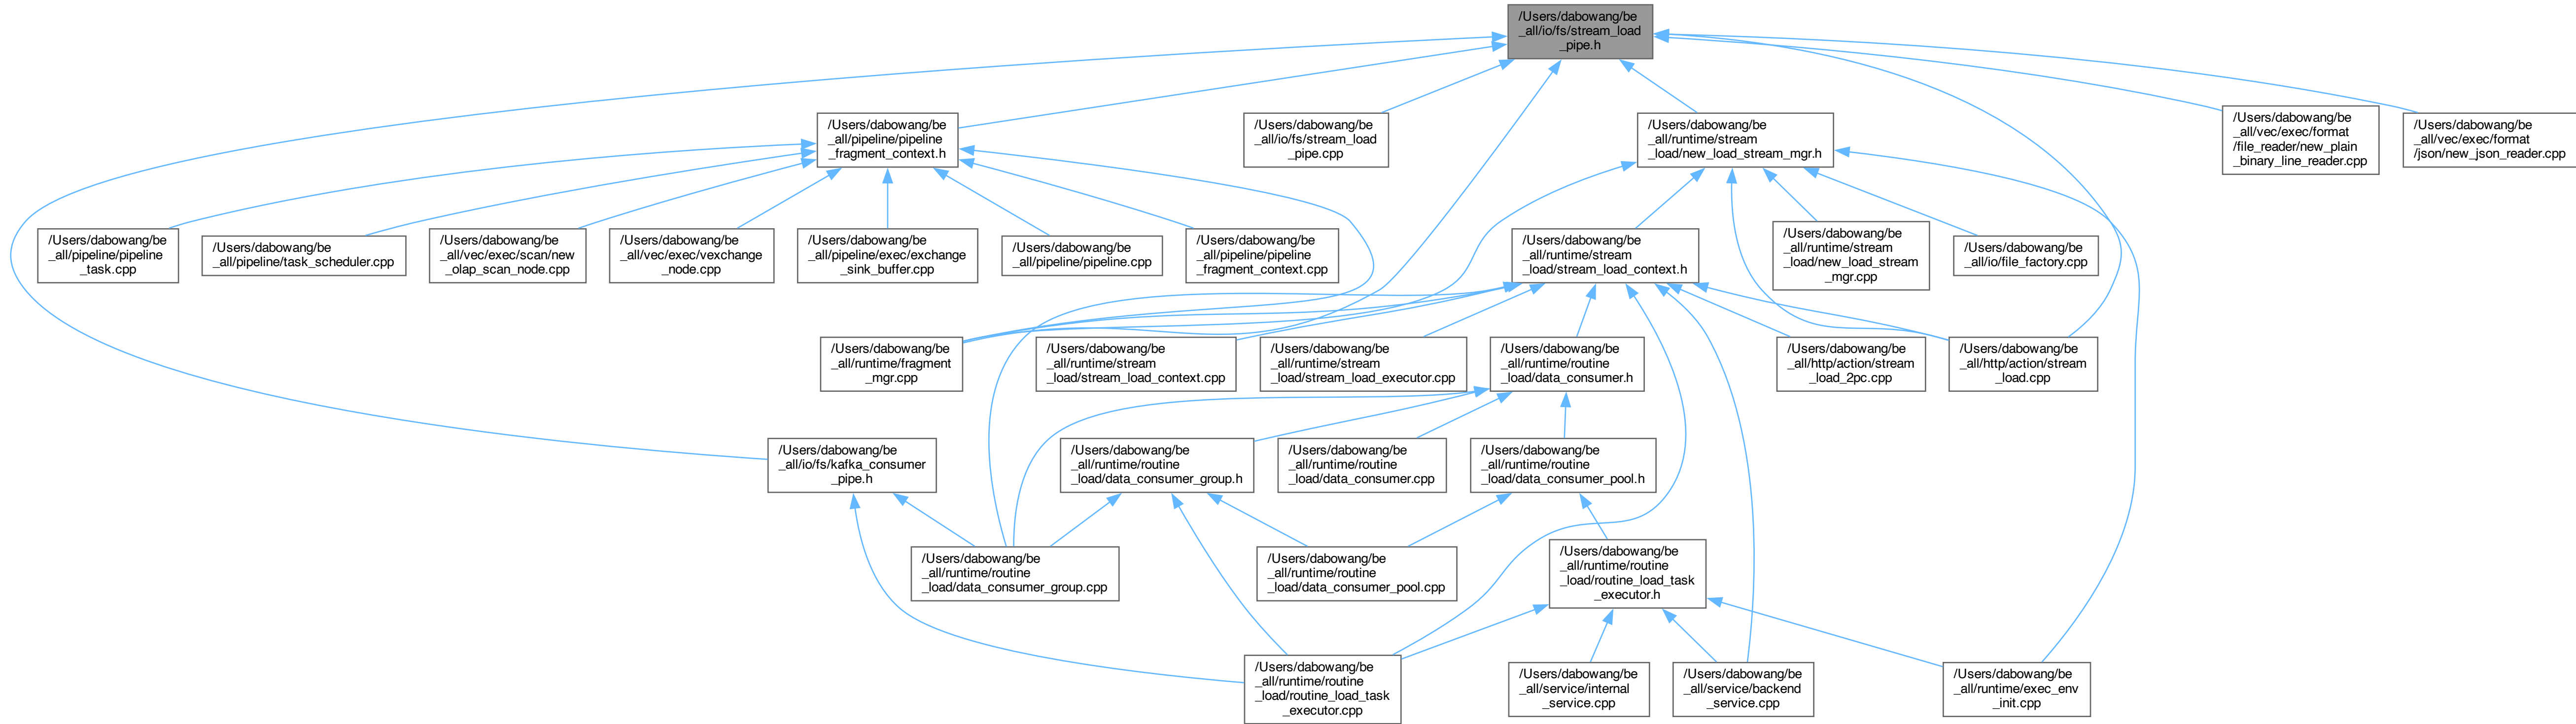 /Users/dabowang/be
_all/io/fs/stream_load
_pipe.h
/Users/dabowang/be
_all/pipeline/pipeline
_fragment_context.h
/Users/dabowang/be
_all/io/fs/stream_load
_pipe.cpp
/Users/dabowang/be
_all/runtime/stream
_load/new_load_stream_mgr.h
/Users/dabowang/be
_all/vec/exec/format
/file_reader/new_plain
_binary_line_reader.cpp
/Users/dabowang/be
_all/vec/exec/format
/json/new_json_reader.cpp
/Users/dabowang/be
_all/pipeline/pipeline
_task.cpp
/Users/dabowang/be
_all/pipeline/task_scheduler.cpp
/Users/dabowang/be
_all/vec/exec/scan/new
_olap_scan_node.cpp
/Users/dabowang/be
_all/vec/exec/vexchange
_node.cpp
/Users/dabowang/be
_all/pipeline/exec/exchange
_sink_buffer.cpp
/Users/dabowang/be
_all/pipeline/pipeline.cpp
/Users/dabowang/be
_all/pipeline/pipeline
_fragment_context.cpp
/Users/dabowang/be
_all/runtime/stream
_load/stream_load_context.h
/Users/dabowang/be
_all/runtime/stream
_load/new_load_stream
_mgr.cpp
/Users/dabowang/be
_all/io/file_factory.cpp
/Users/dabowang/be
_all/runtime/fragment
_mgr.cpp
/Users/dabowang/be
_all/runtime/stream
_load/stream_load_context.cpp
/Users/dabowang/be
_all/runtime/stream
_load/stream_load_executor.cpp
/Users/dabowang/be
_all/runtime/routine
_load/data_consumer.h
/Users/dabowang/be
_all/http/action/stream
_load_2pc.cpp
/Users/dabowang/be
_all/http/action/stream
_load.cpp
/Users/dabowang/be
_all/io/fs/kafka_consumer
_pipe.h
/Users/dabowang/be
_all/runtime/routine
_load/data_consumer_group.h
/Users/dabowang/be
_all/runtime/routine
_load/data_consumer.cpp
/Users/dabowang/be
_all/runtime/routine
_load/data_consumer_pool.h
/Users/dabowang/be
_all/runtime/routine
_load/data_consumer_group.cpp
/Users/dabowang/be
_all/runtime/routine
_load/data_consumer_pool.cpp
/Users/dabowang/be
_all/runtime/routine
_load/routine_load_task
_executor.h
/Users/dabowang/be
_all/runtime/routine
_load/routine_load_task
_executor.cpp
/Users/dabowang/be
_all/service/internal
_service.cpp
/Users/dabowang/be
_all/service/backend
_service.cpp
/Users/dabowang/be
_all/runtime/exec_env
_init.cpp